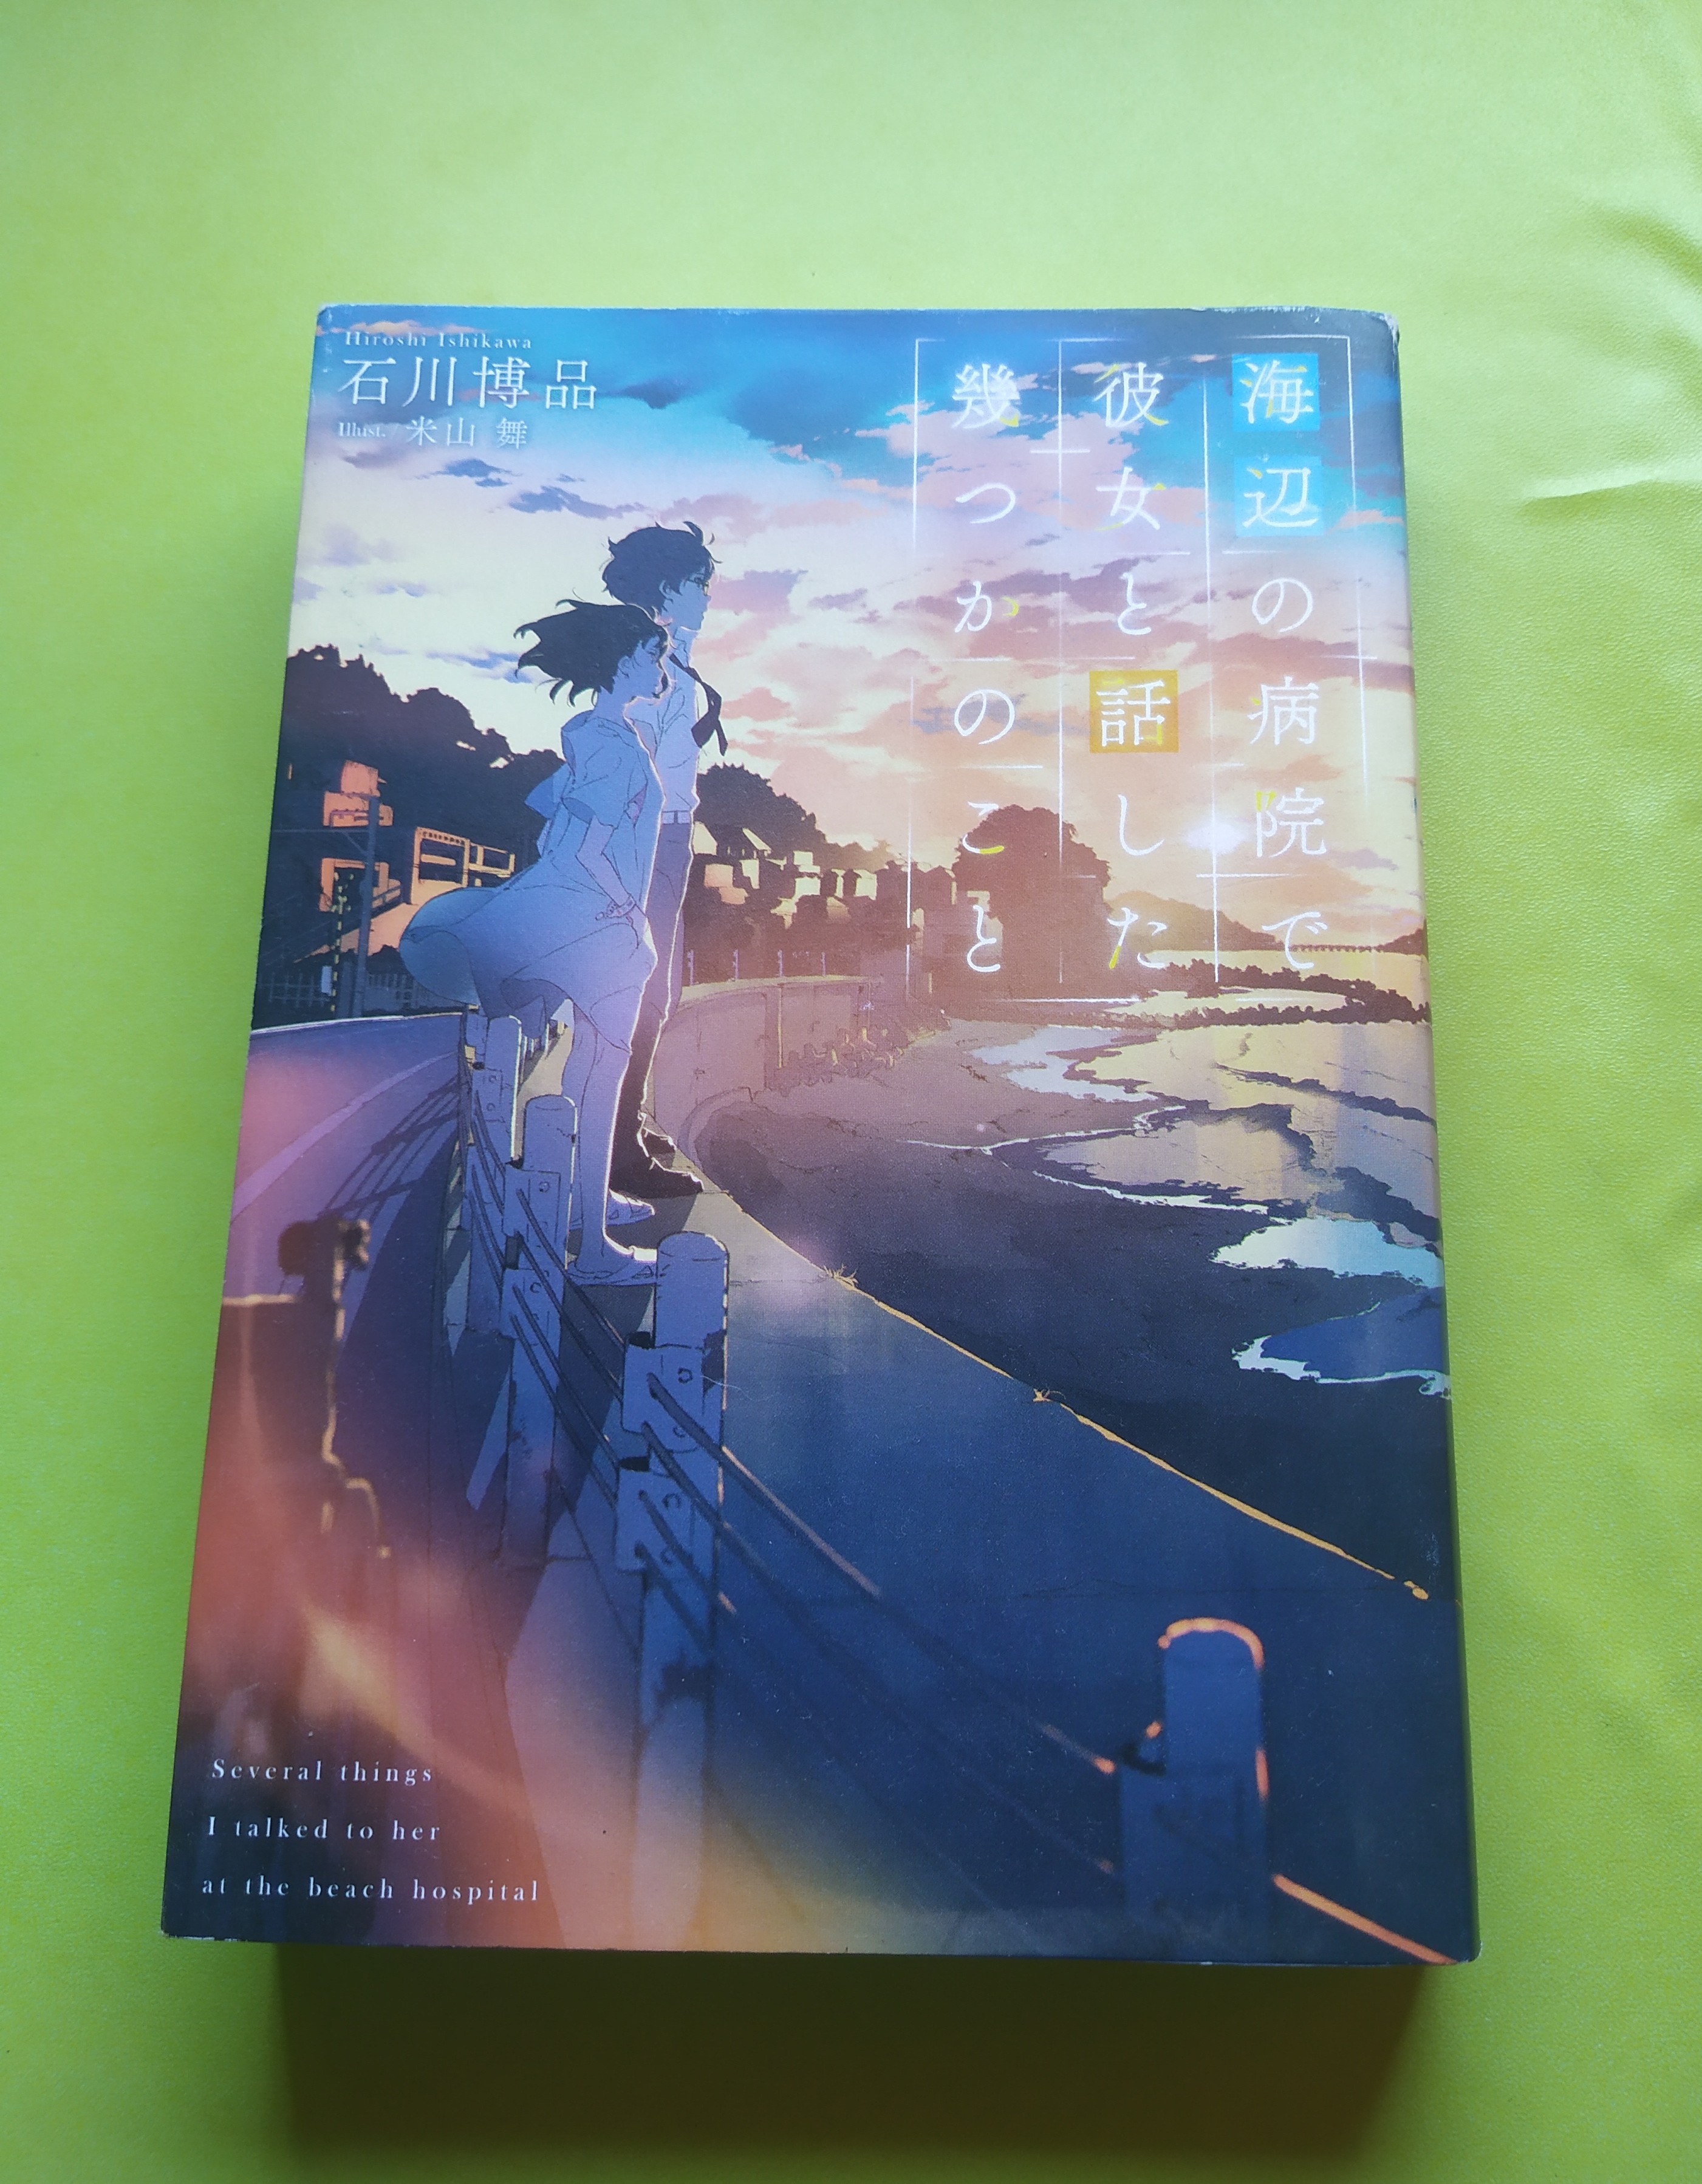 Hiroshi Ishikawa
石川博品
Illust. / 米山 舞
海辺の病院で
彼女と話した
幾つかのこと
Several things
I talked to her
at the beach hospital